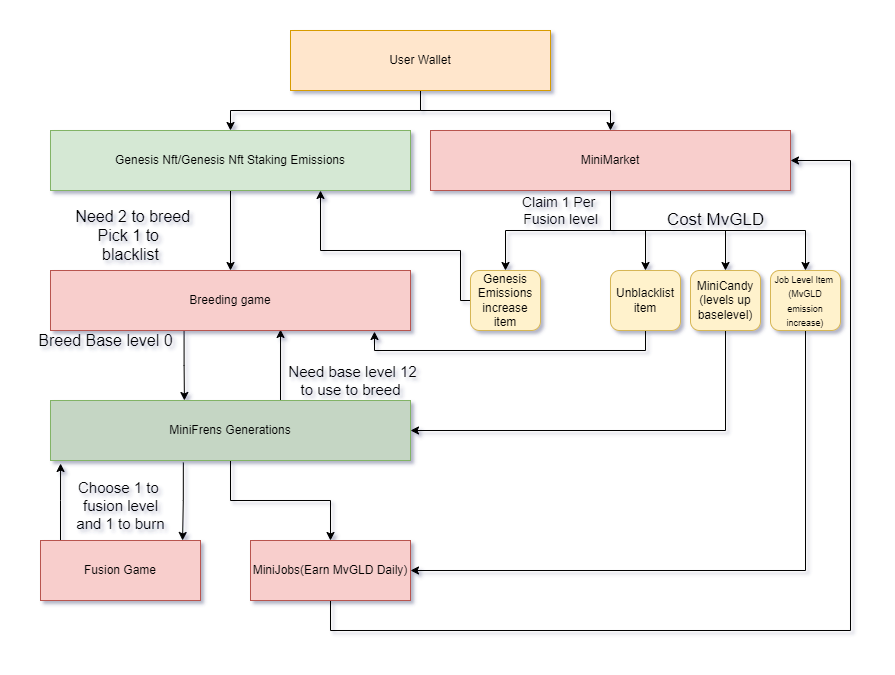 User Wallet
Genesis Nft/Genesis Nft Staking Emissions
MiniMarket
Need 2 to breed
Pick 1 to
blacklist
Claim 1 Per
Fusion level
Cost MvGLD
Breeding game
Genesis
Emissions
increase
item
Unblacklist
item
MiniCandy
(levels up
baselevel)
Job Level Item
(MvGLD
emission
increase)
Breed Base level 0
Need base level 12
to use to breed
MiniFrens Generations
Choose 1 to
fusion level
and 1 to burn
Fusion Game
MiniJobs(Earn MvGLD Daily)